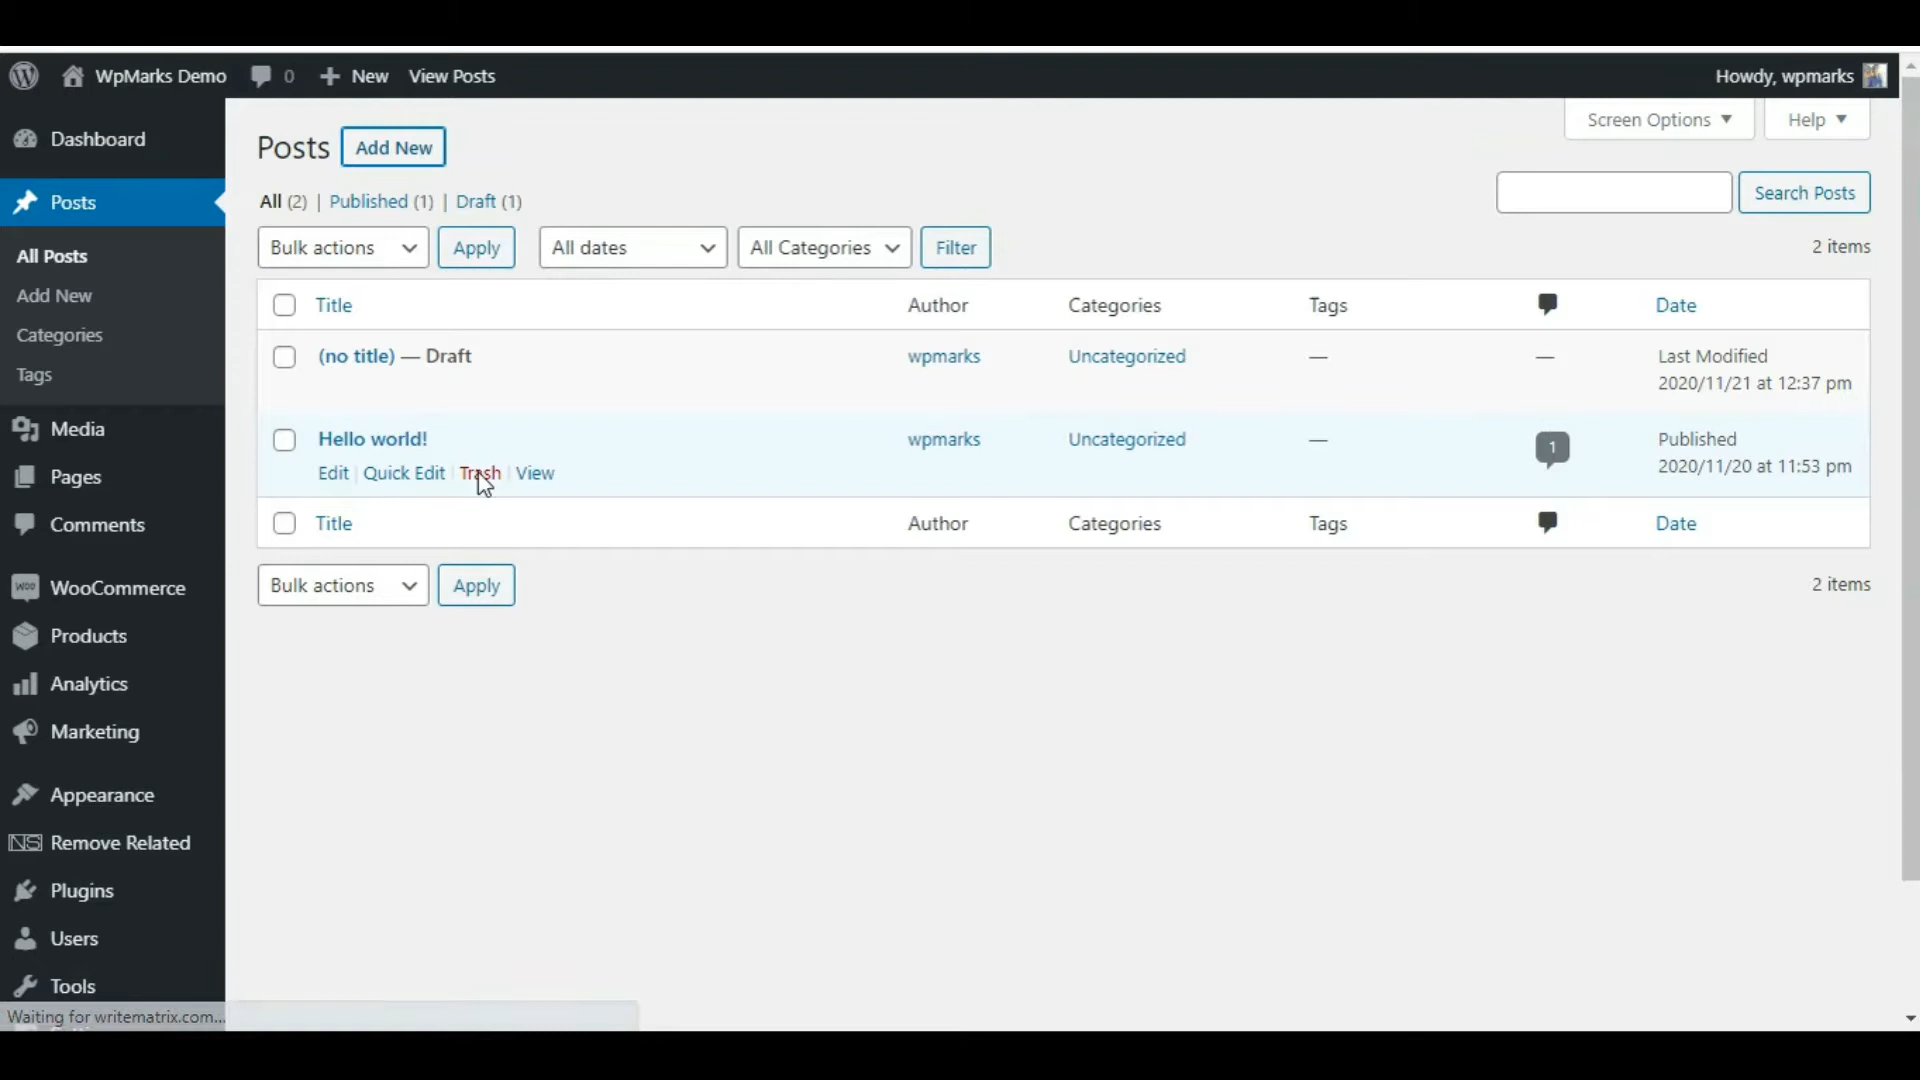 WpMarks Demo 0 New View Posts Howdy, wpmarks
Screen Options Help
Dashboard
Posts
All Posts
Add New
Categories
Tags
Media
Pages
Comments
WOO WooCommerce
Products
Analytics
Marketing
Appearance
NS Remove Related
Plugins
Users
Tools
Waiting for writematrix.com...
Posts Add New
All (2) | Published (1) | Draft (1)
Search Posts
Bulk actions Apply All dates All Categories Filter 2 items
Title Author Categories Tags Date
(no title) — Draft wpmarks Uncategorized — — Last Modified
2020/11/21 at 12:37 pm
Hello world! wpmarks Uncategorized — 1 Published
2020/11/20 at 11:53 pm
Edit | Quick Edit | Trash | View
Title Author Categories Tags Date
Bulk actions Apply 2 items